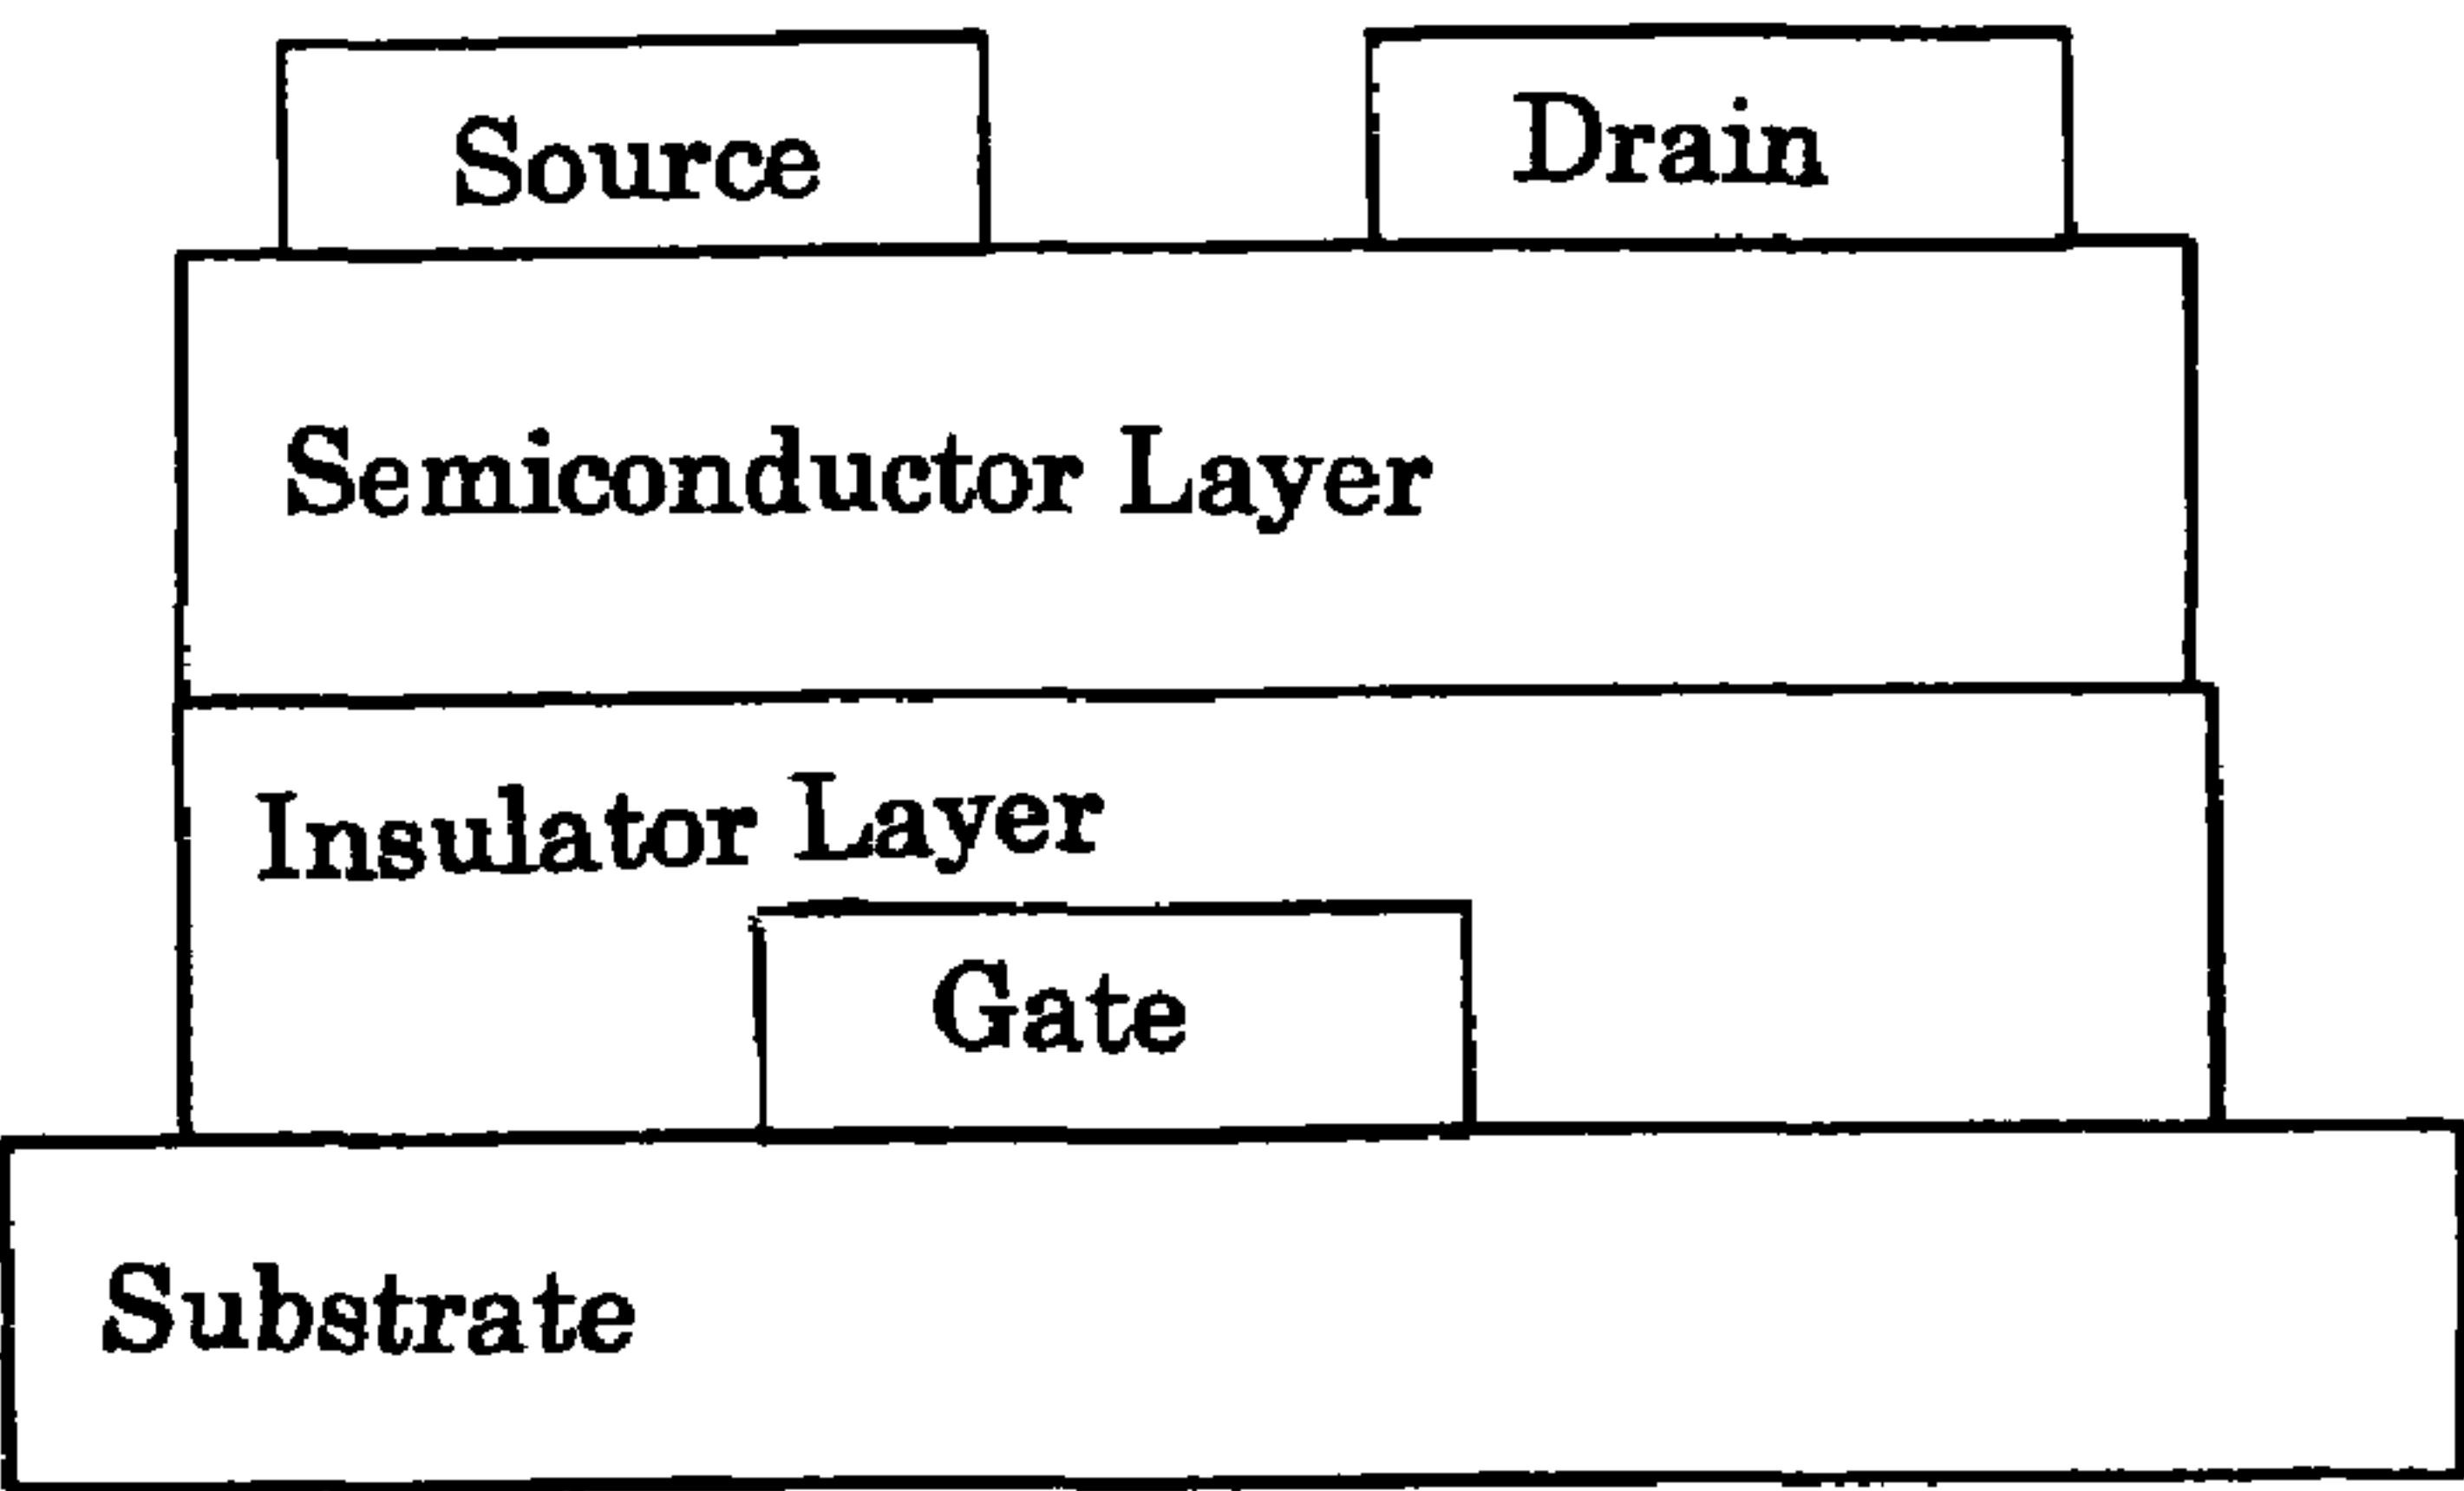 Source
Drain
Semiconductor Layer
Insulator Layer
Gate
Substrate